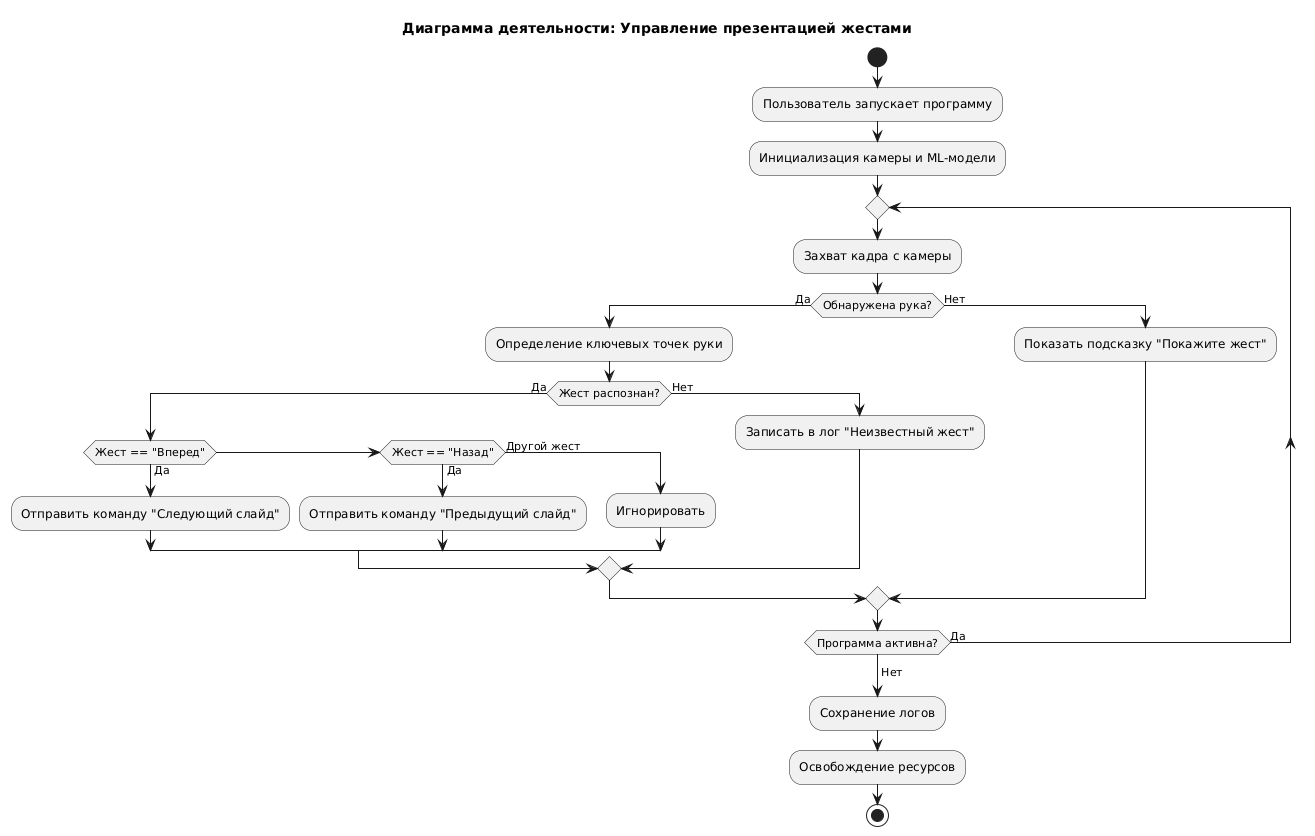 Диаграмма деятельности: Управление презентацией жестами
Пользователь запускает программу
Инициализация камеры и ML-модели
Захват кадра с камеры
Да
Обнаружена рука?
Нет
Определение ключевых точек руки
Показать подсказку "Покажите жест"
Да
Жест распознан?
Нет
Записать в лог "Неизвестный жест"
Жест == "Вперед"
Да
Жест == "Назад"
Да
Другой жест
Отправить команду "Следующий слайд"
Отправить команду "Предыдущий слайд"
Игнорировать
Программа активна?
Да
Нет
Сохранение логов
Освобождение ресурсов